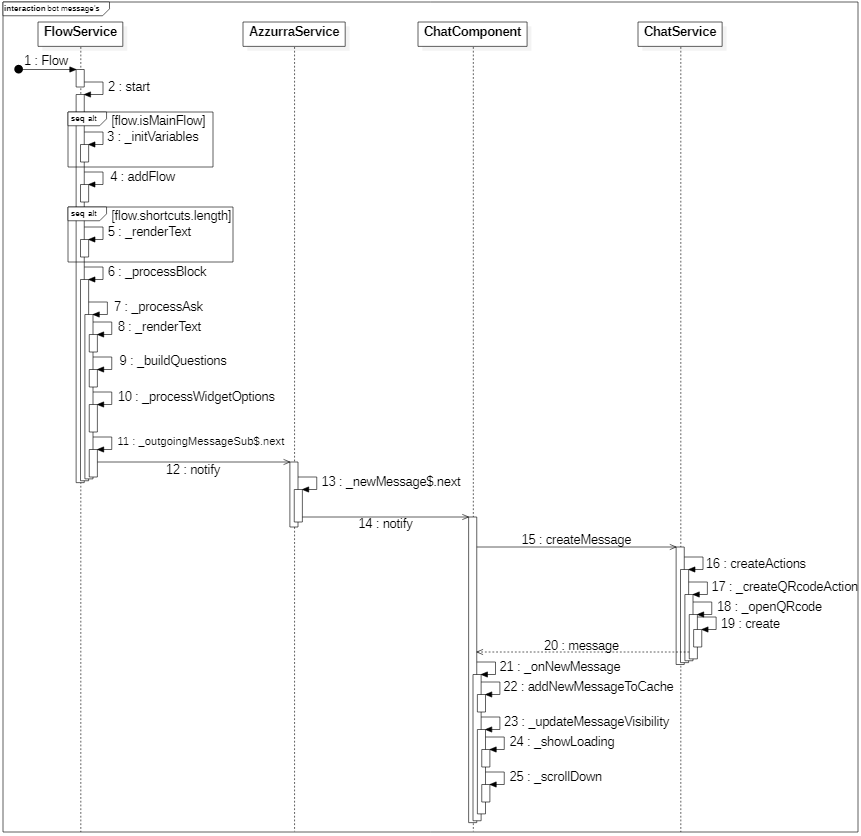 interaction bot message's
FlowService
AzzurraService
ChatComponent
ChatService
1 : Flow
2 : start
seq alt
[flow.isMainFlow]
3 : _initVariables
4 : addFlow
seq alt
[flow.shortcuts.length]
5 : _renderText
6 : _processBlock
7 : _processAsk
8 : _renderText
9 : _buildQuestions
10 : _processWidgetOptions
11 : _outgoingMessageSub$.next
12 : notify
13 : _newMessage$.next
14 : notify
15 : createMessage
16 : createActions
17 : _createQRcodeAction
18 : _openQRcode
19 : create
20 : message
21 : _onNewMessage
22 : addNewMessageToCache
23 : _updateMessageVisibility
24 : _showLoading
25 : _scrollDown